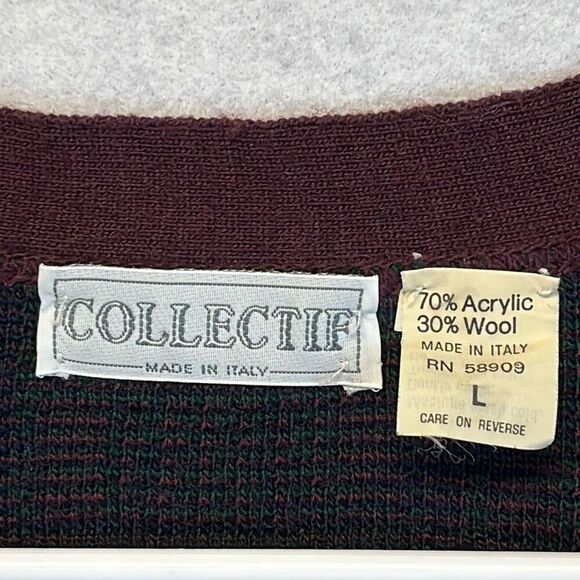 COLLECTIF
MADE IN ITALY
70% Acrylic
30% Wool
MADE IN ITALY
RN 58909
L
CARE ON REVERSE